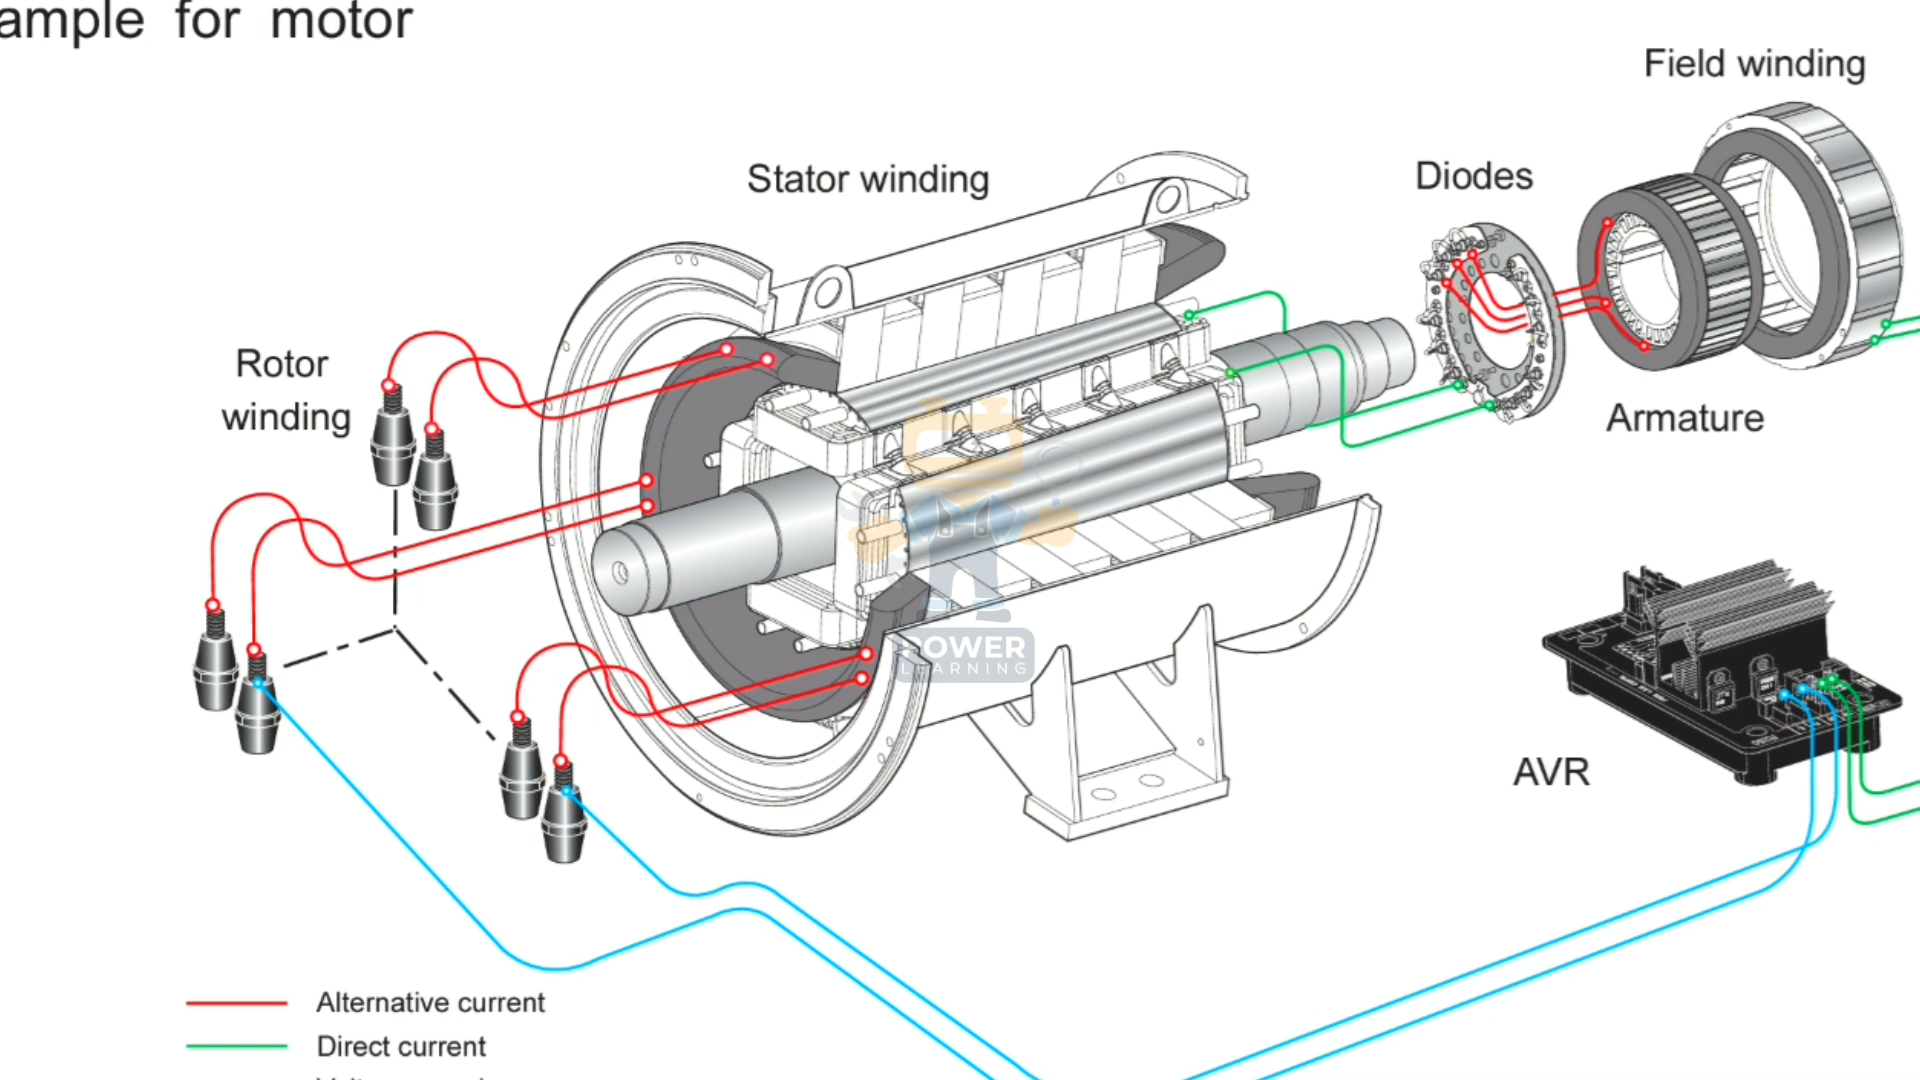 ample for motor
Field winding
Stator winding
Diodes
Rotor
winding
Armature
POWER
LEARNING
AVR
Alternative current
Direct current